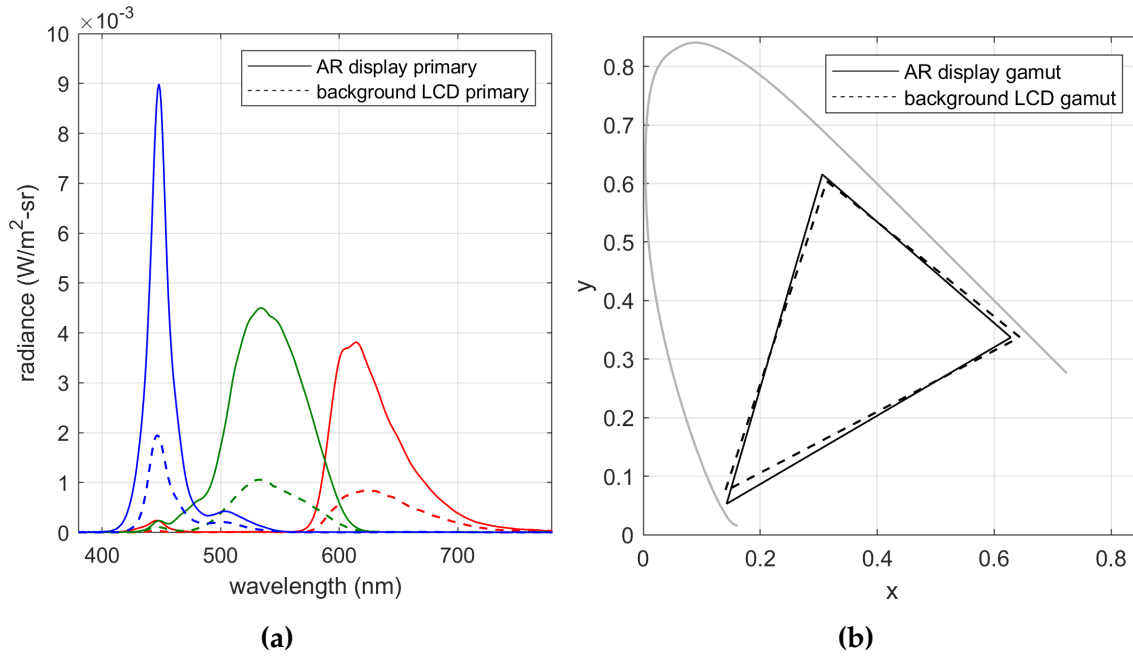 ×10⁻³
10
9
8
7
6
5
4
3
2
1
0
400 500 600 700
radiance (W/m²-sr)
wavelength (nm)
AR display primary
background LCD primary
(a)
0.8
0.7
0.6
0.5
0.4
0.3
0.2
0.1
0
0 0.2 0.4 0.6 0.8
y
x
AR display gamut
background LCD gamut
(b)